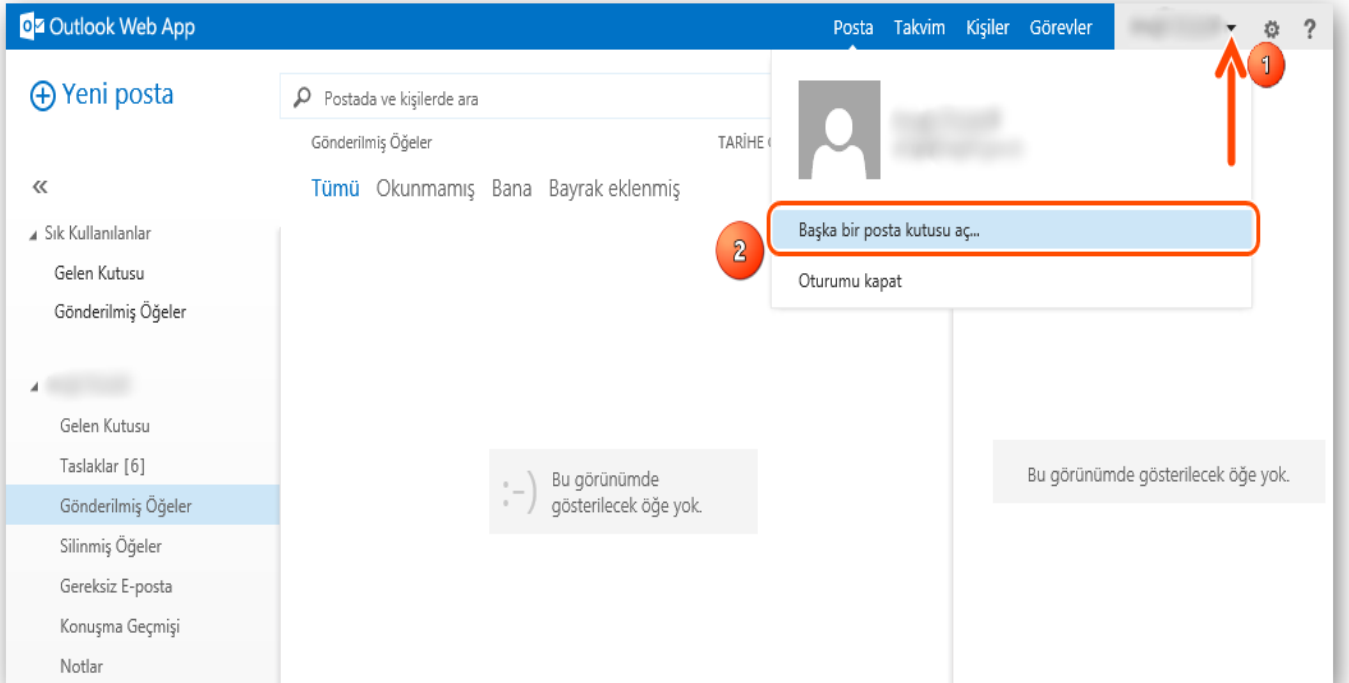 Outlook Web App
Posta Takvim Kişiler Görevler
?
1
Yeni posta
Postada ve kişilerde ara
Gönderilmiş Öğeler
TARİHE
Tümü Okunmamış Bana Bayrak eklenmiş
Sık Kullanılanlar
Gelen Kutusu
Gönderilmiş Öğeler
2
Başka bir posta kutusu aç...
Oturumu kapat
Gelen Kutusu
Taslaklar [6]
Gönderilmiş Öğeler
Silinmiş Öğeler
Gereksiz E-posta
Konuşma Geçmişi
Notlar
:-)
Bu görünümde
gösterilecek öğe yok.
Bu görünümde gösterilecek öğe yok.